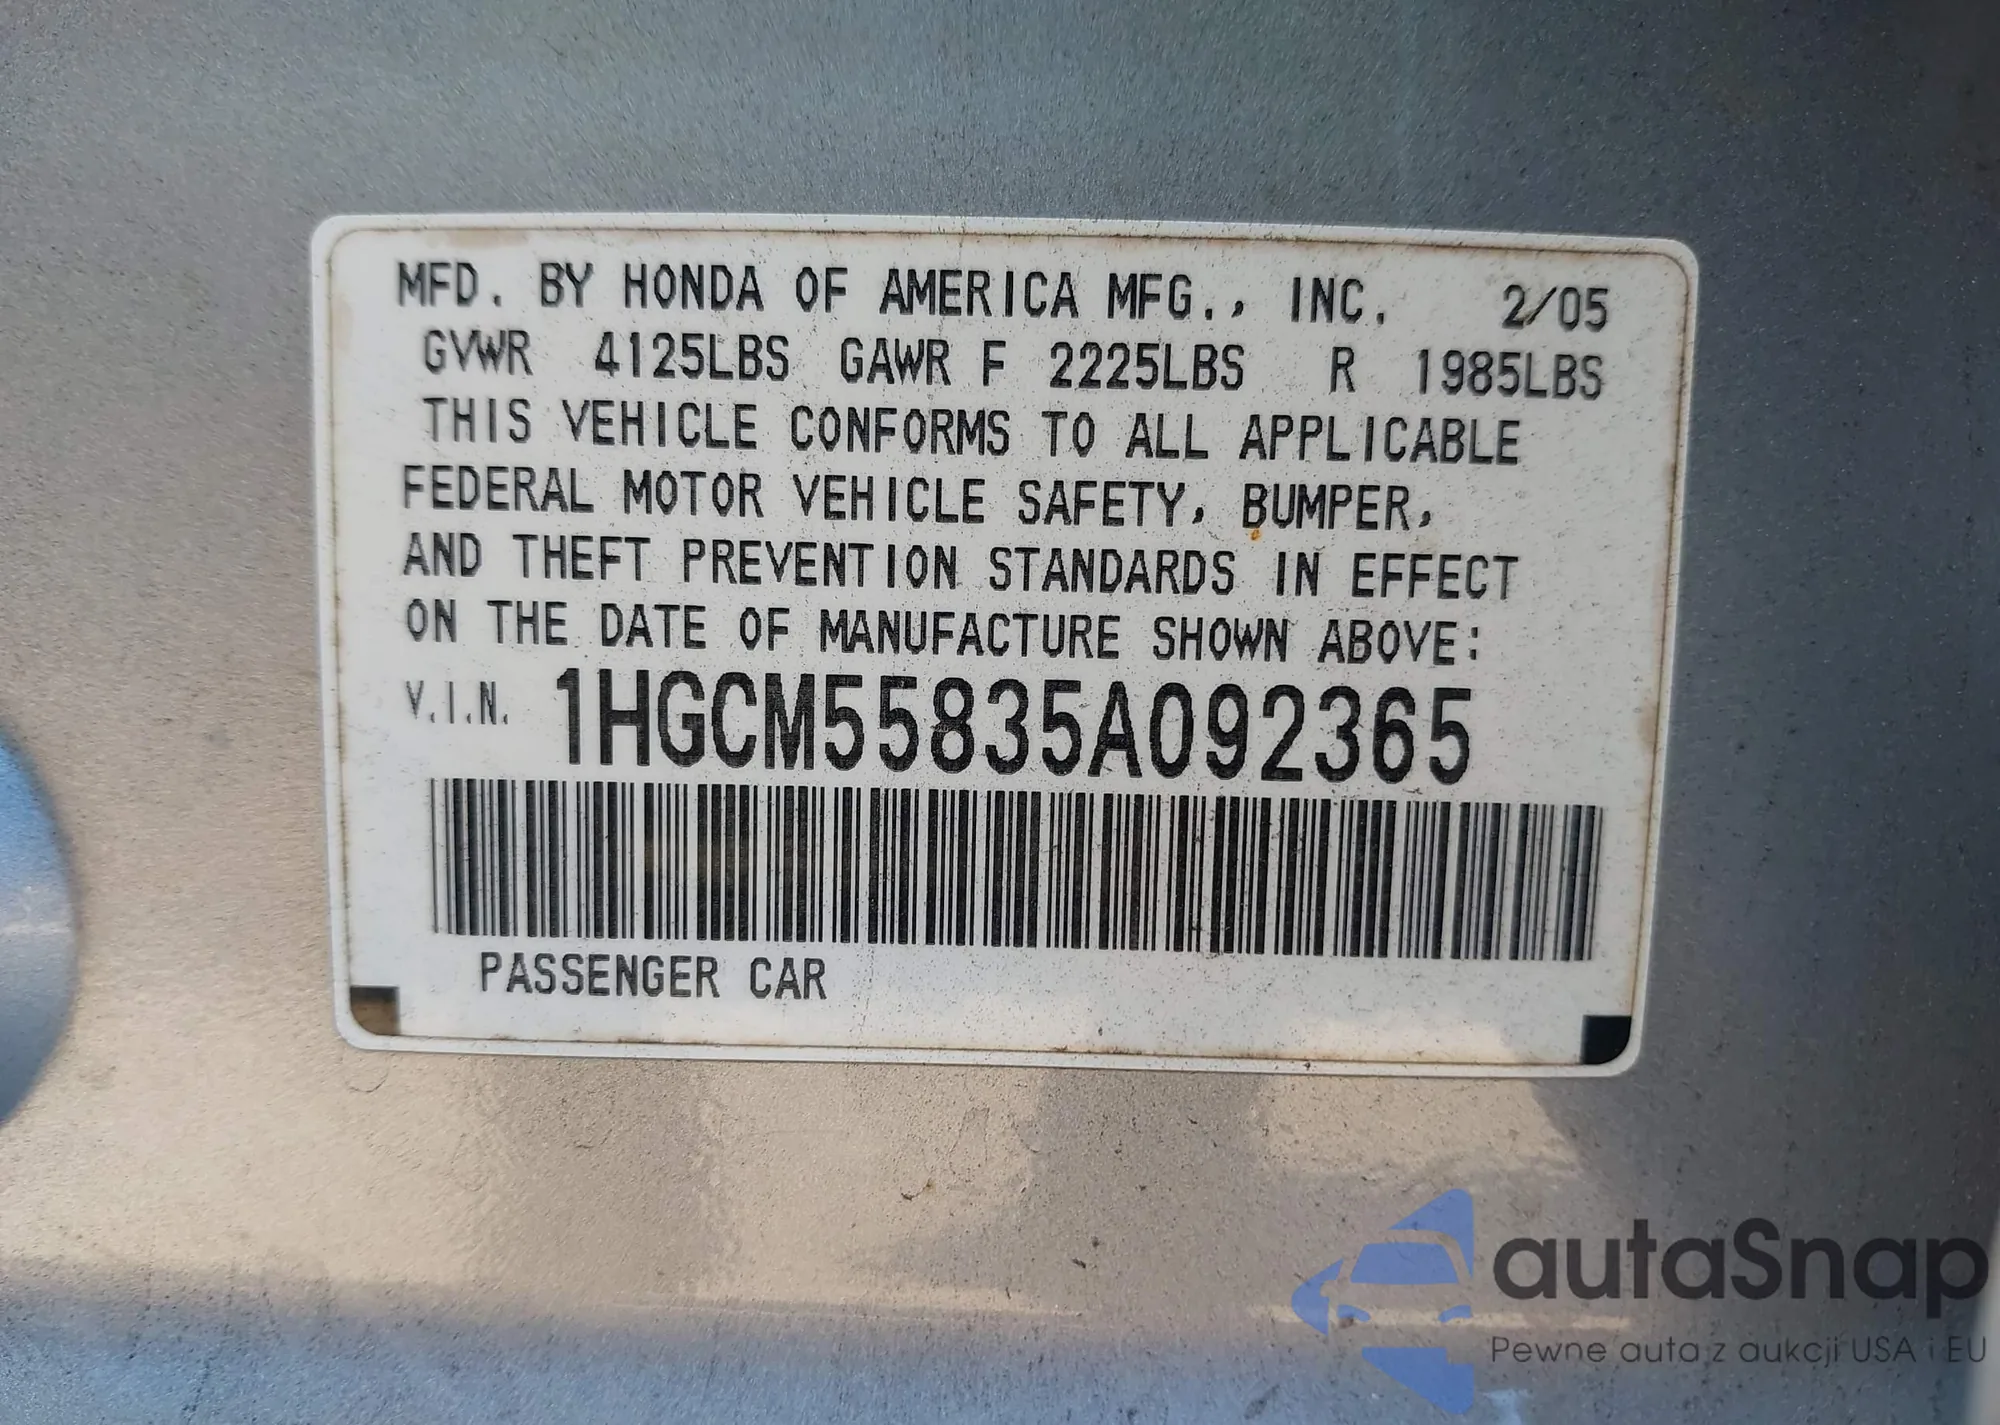 MFD. BY HONDA OF AMERICA MFG., INC. 2/05
GVWR 4125LBS GAWR F 2225LBS R 1985LBS
THIS VEHICLE CONFORMS TO ALL APPLICABLE
FEDERAL MOTOR VEHICLE SAFETY, BUMPER,
AND THEFT PREVENTION STANDARDS IN EFFECT
ON THE DATE OF MANUFACTURE SHOWN ABOVE:
V.I.N. 1HGCM55835A092365
PASSENGER CAR
autaSnap
Pewne auta z aukcji USA i EU